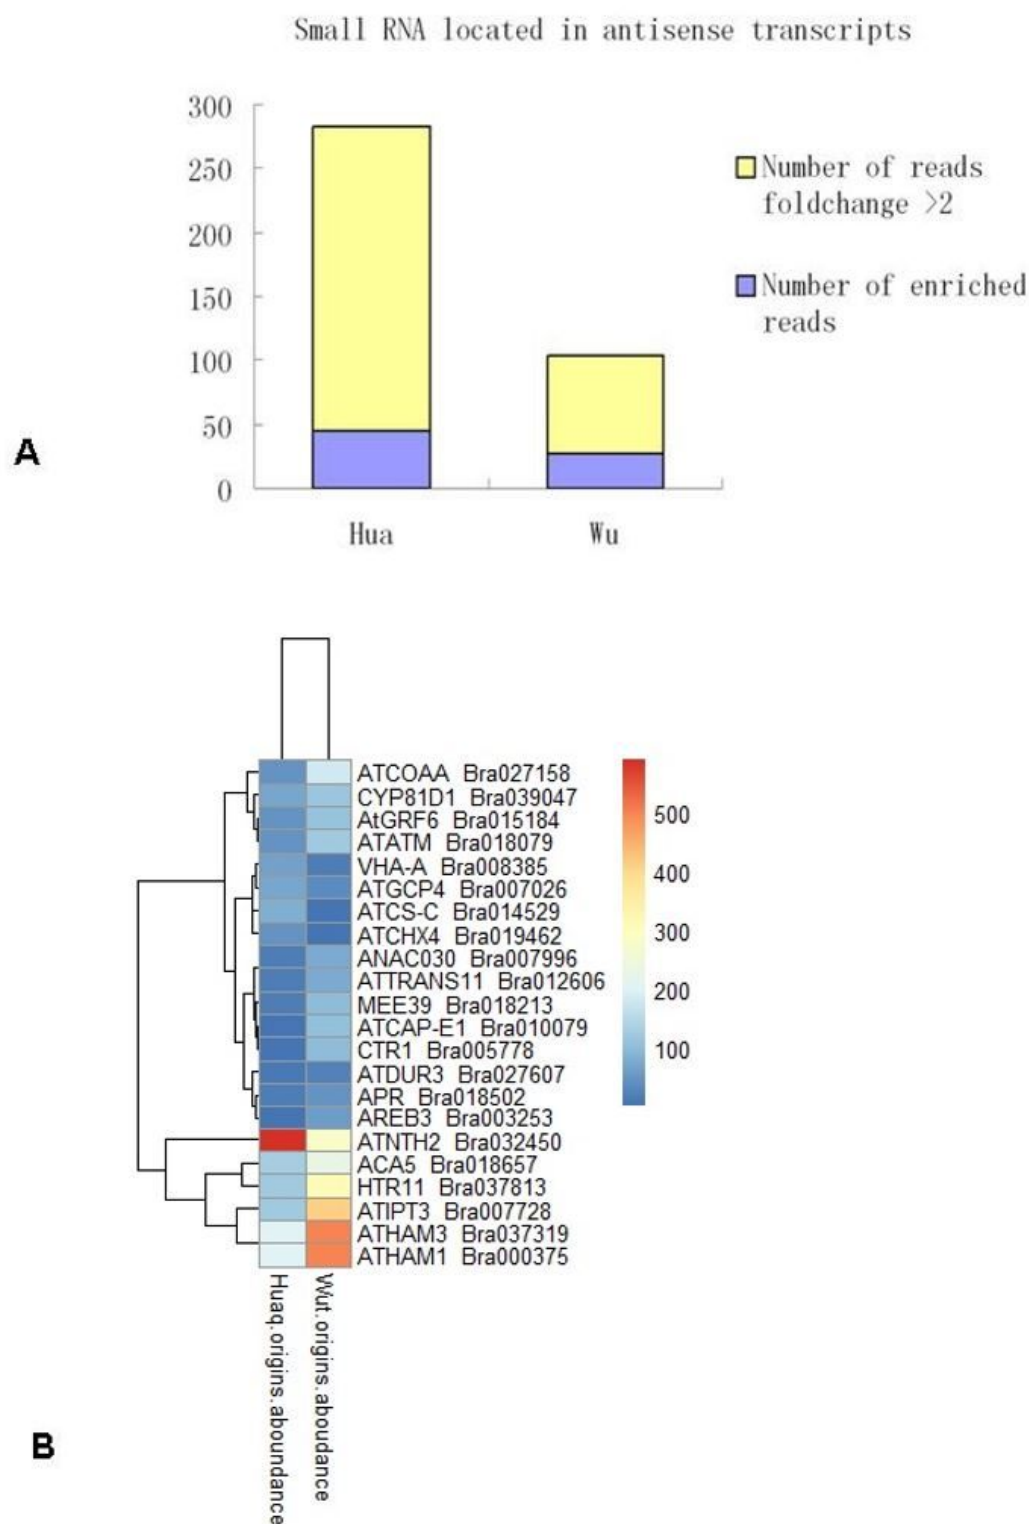 Small RNA located in antisense transcripts
300
250
200
150
100
50
0
Hua
Wu
Number of reads
foldchange >2
Number of enriched
reads
A
ATCOAA Bra027158
CYP81D1 Bra039047
AtGRF6 Bra015184
ATATM Bra018079
VHA-A Bra008385
ATGCP4 Bra007026
ATCS-C Bra014529
ATCHX4 Bra019462
ANAC030 Bra007996
ATTRANS11 Bra012606
MEE39 Bra018213
ATCAP-E1 Bra010079
CTR1 Bra005778
ATDUR3 Bra027607
APR Bra018502
AREB3 Bra003253
ATNTH2 Bra032450
ACA5 Bra018657
HTR11 Bra037813
ATIPT3 Bra007728
ATHAM3 Bra037319
ATHAM1 Bra000375
500
400
300
200
100
Huaq.origins.aboundance
Wut.origins.aboudance
B